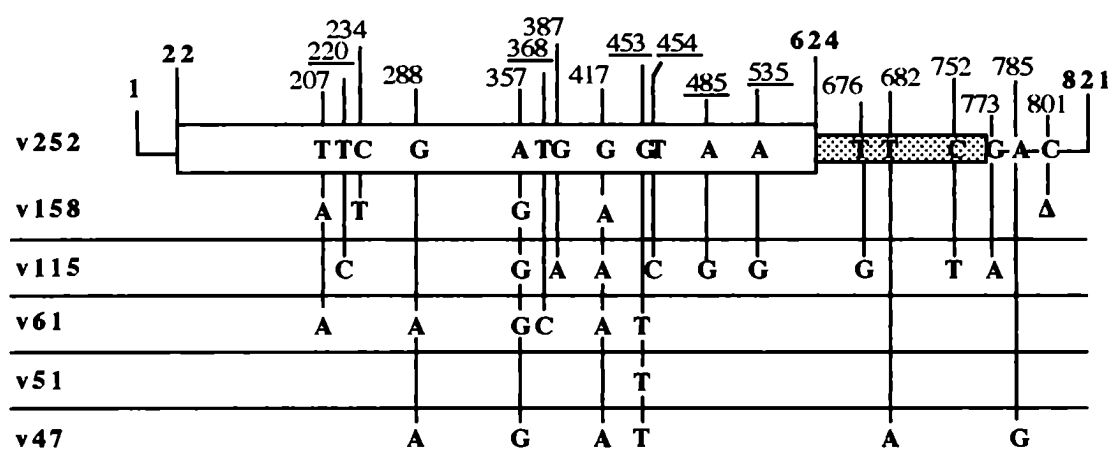 387
234 624
22 220 368 453 454 752 785
1 207 288 357 417 485 535 676 682 773 821
801
v252 T T C G A T G G G T A A T T C G A C
v158 A T G A Δ
v115 C G A A C G G G T A
v61 A A G C A T
v51 T
v47 A G A T A G